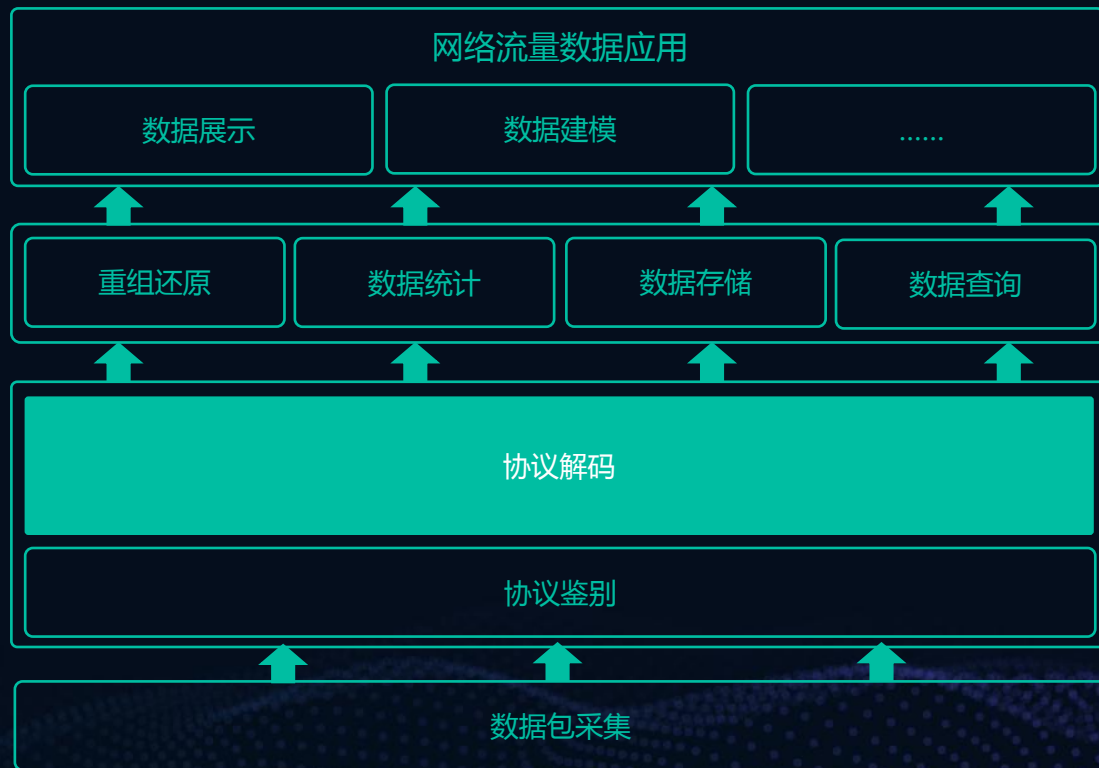 网络流量数据应用
数据展示
数据建模
......
重组还原
数据统计
数据存储
数据查询
协议解码
协议鉴别
数据包采集